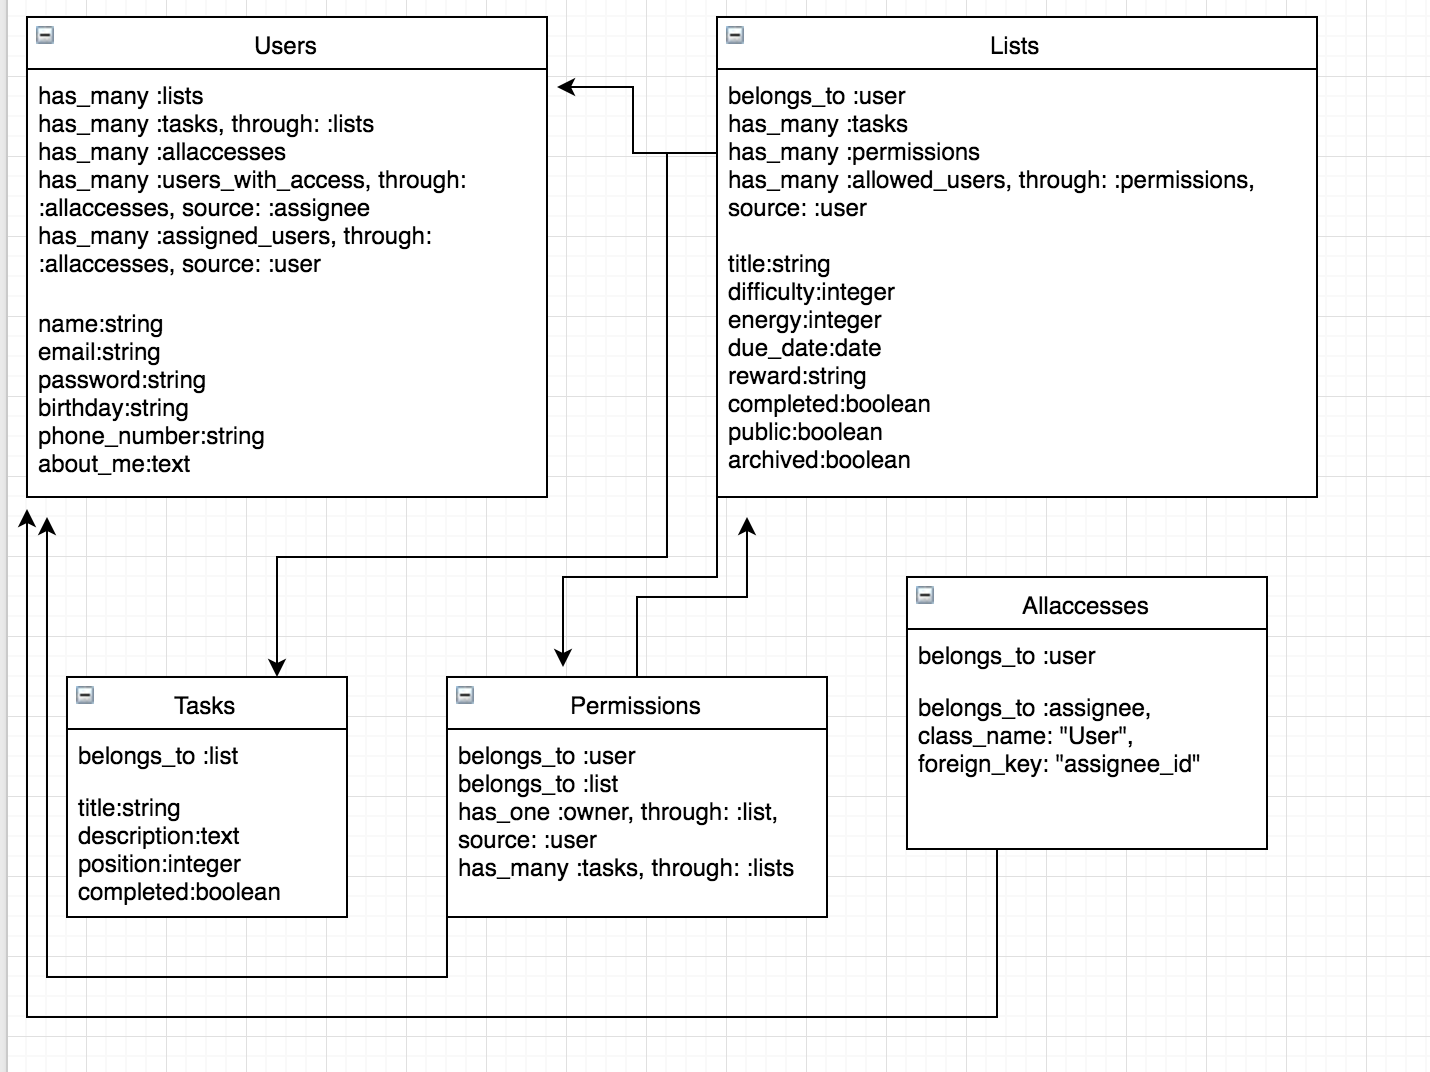 Users
has_many :lists
has_many :tasks, through: :lists
has_many :allaccesses
has_many :users_with_access, through:
:allaccesses, source: :assignee
has_many :assigned_users, through:
:allaccesses, source: :user
name:string
email:string
password:string
birthday:string
phone_number:string
about_me:text
Lists
belongs_to :user
has_many :tasks
has_many :permissions
has_many :allowed_users, through: :permissions,
source: :user
title:string
difficulty:integer
energy:integer
due_date:date
reward:string
completed:boolean
public:boolean
archived:boolean
Tasks
belongs_to :list
title:string
description:text
position:integer
completed:boolean
Permissions
belongs_to :user
belongs_to :list
has_one :owner, through: :list,
source: :user
has_many :tasks, through: :lists
Allaccesses
belongs_to :user
belongs_to :assignee,
class_name: "User",
foreign_key: "assignee_id"